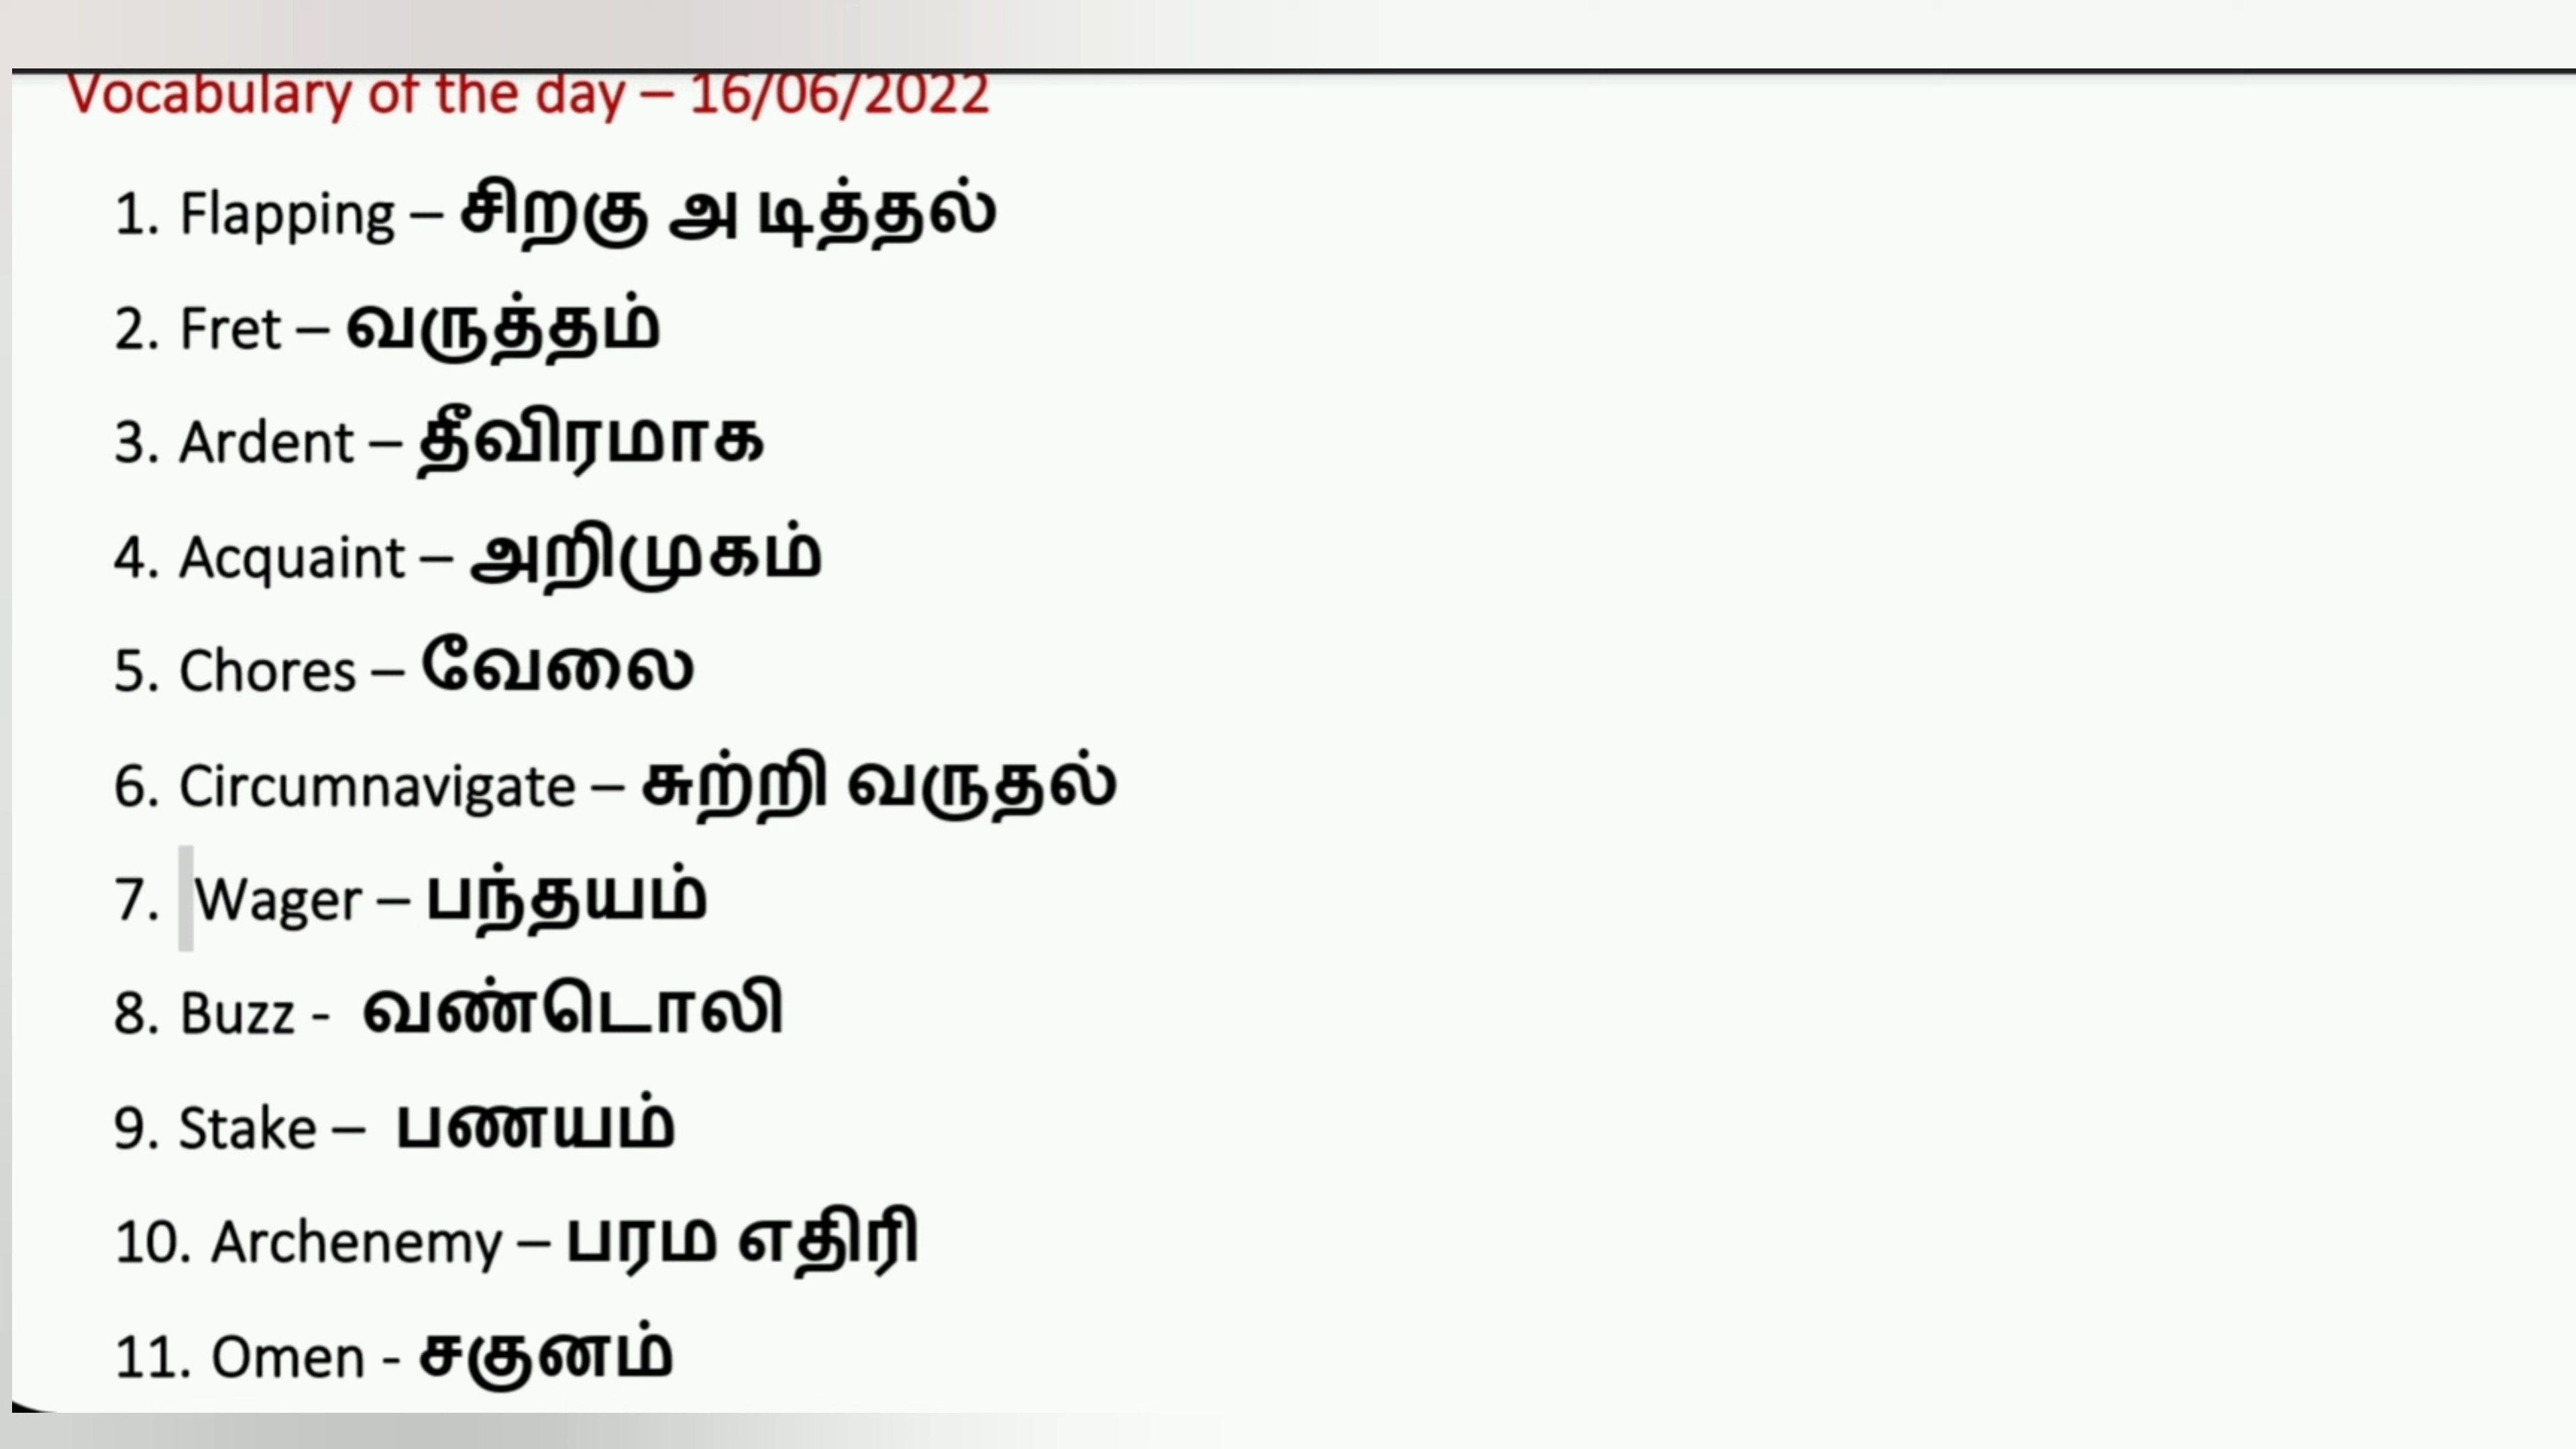 Vocabulary of the day – 16/06/2022
1. Flapping – சிறகு அ டித்தல்
2. Fret – வருத்தம்
3. Ardent – தீவிரமாக
4. Acquaint – அறிமுகம்
5. Chores – வேலை
6. Circumnavigate – சுற்றி வருதல்
7. Wager – பந்தயம்
8. Buzz - வண்டொலி
9. Stake – பணயம்
10. Archenemy – பரம எதிரி
11. Omen - சகுனம்